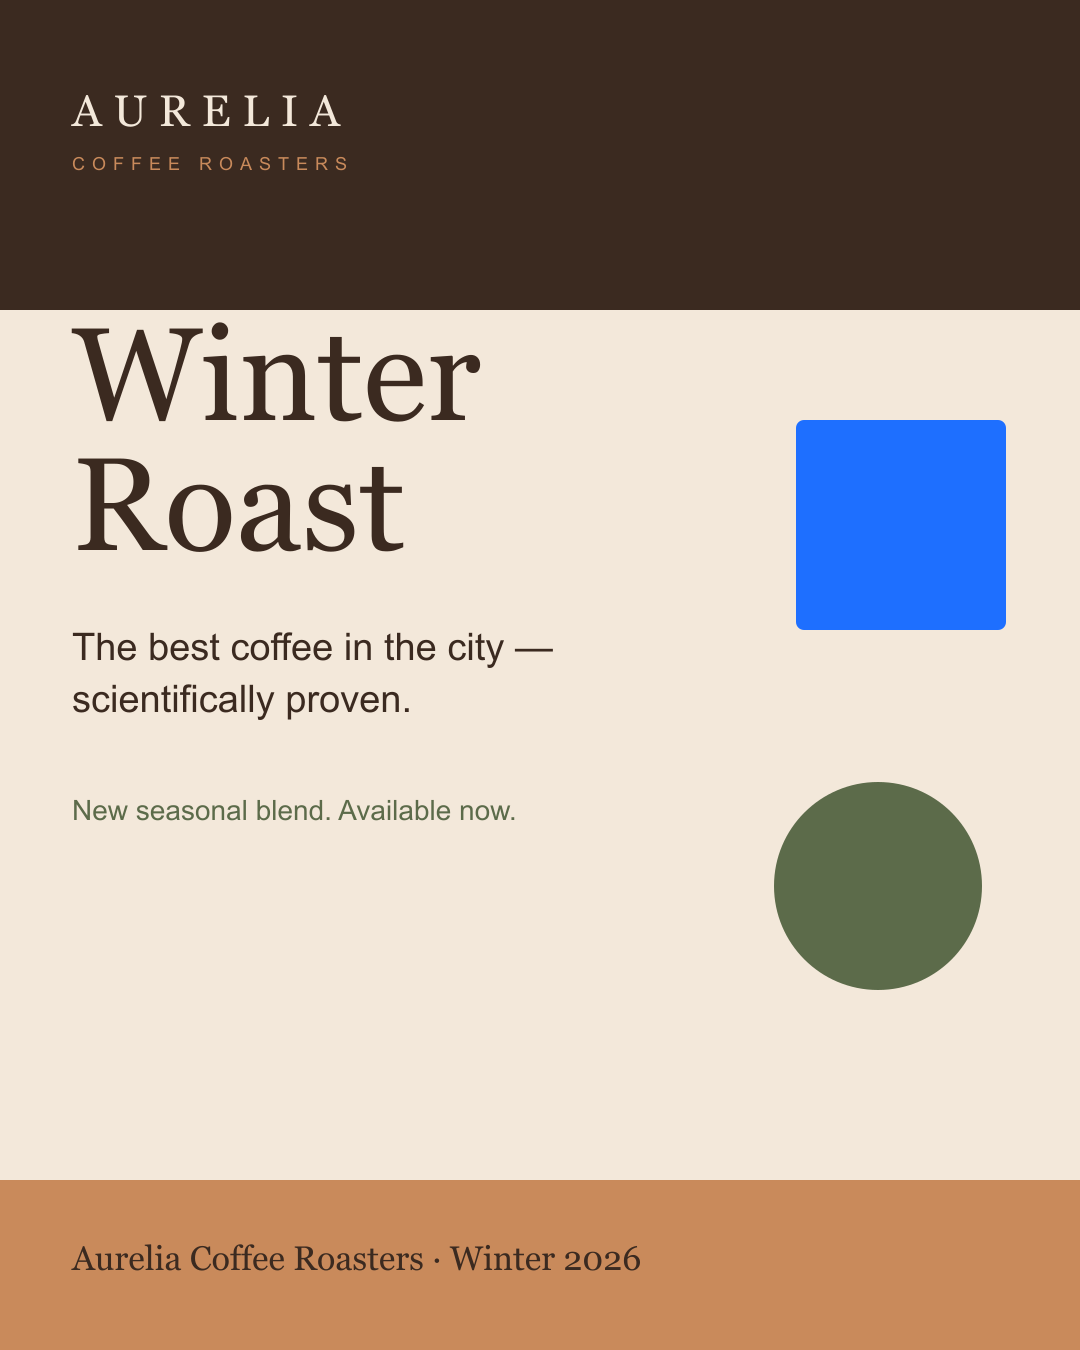 AURELIA
COFFEE ROASTERS
Winter
Roast
The best coffee in the city —
scientifically proven.
New seasonal blend. Available now.
Aurelia Coffee Roasters · Winter 2026